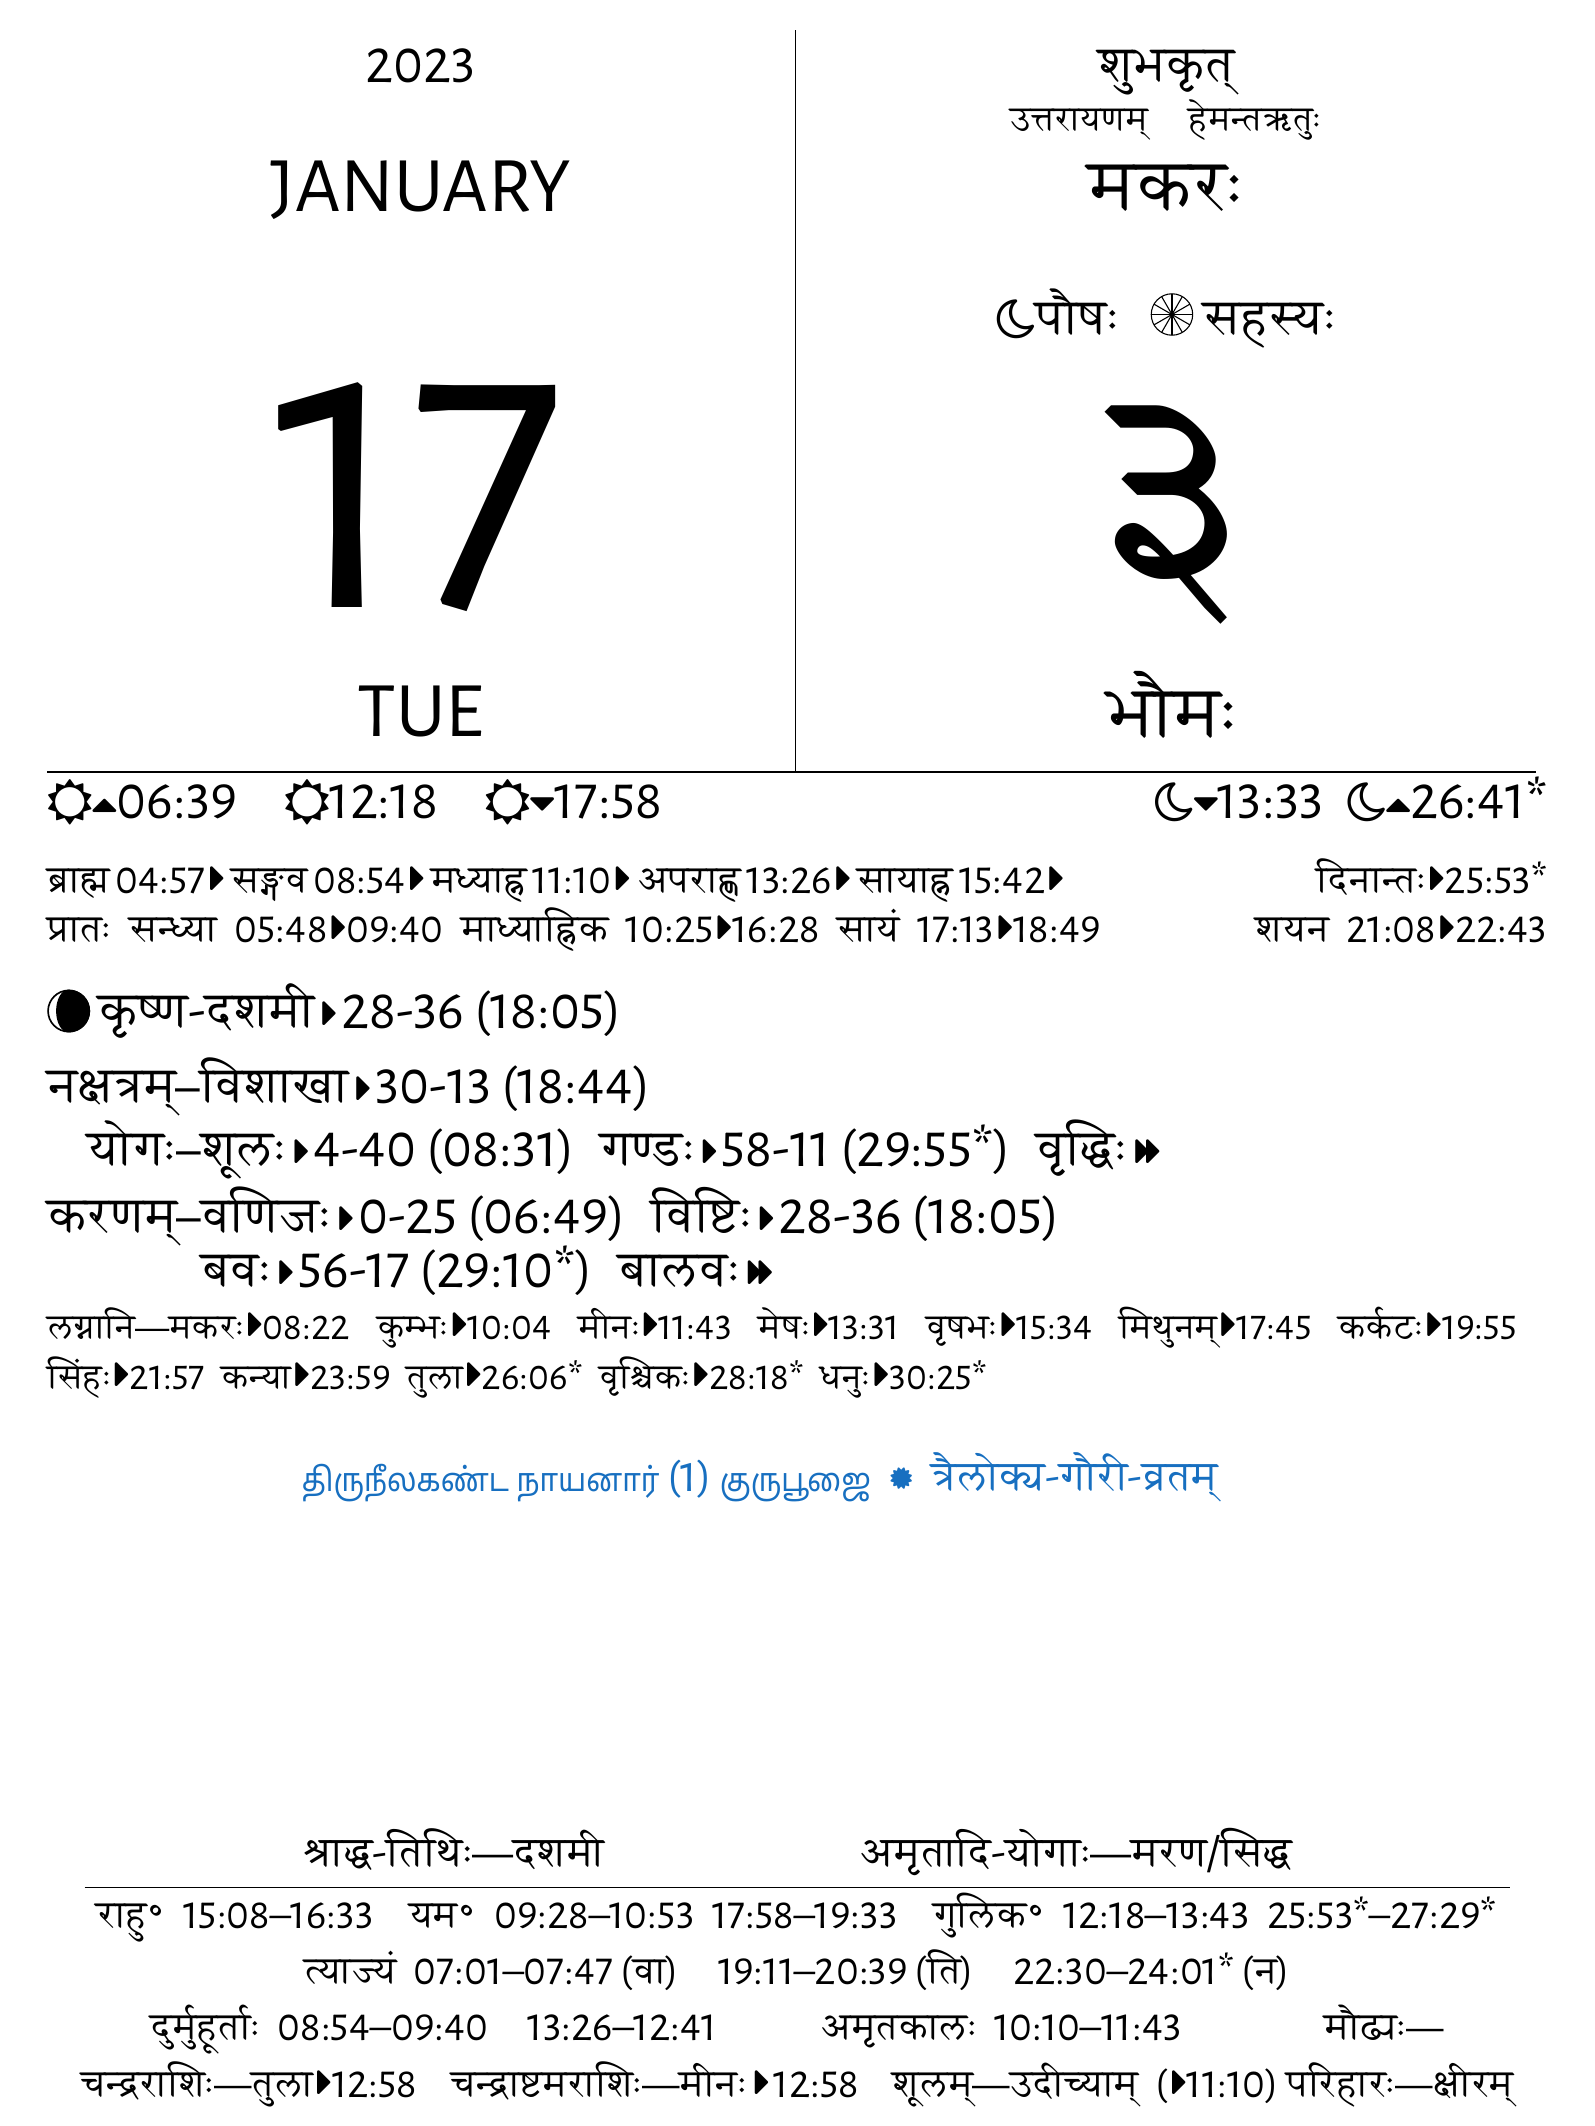 2023
JANUARY
17
TUE
शुभकृत्
उत्तरायणम् हेमन्तऋतुः
मकरः
पौषः सहस्यः
३
भौमः
06:39 12:18 17:58 13:33 26:41*
ब्राह्म 04:57 सङ्गव 08:54 मध्याह्न 11:10 अपराह्ण 13:26 सायाह्न 15:42 दिनान्तः 25:53*
प्रातः सन्ध्या 05:48 09:40 माध्याह्निक 10:25 16:28 सायं 17:13 18:49 शयन 21:08 22:43
कृष्ण-दशमी 28-36 (18:05)
नक्षत्रम्–विशाखा 30-13 (18:44)
योगः–शूलः 4-40 (08:31) गण्डः 58-11 (29:55*) वृद्धिः
करणम्–वणिजः 0-25 (06:49) विष्टिः 28-36 (18:05)
बवः 56-17 (29:10*) बालवः
लग्नानि—मकरः 08:22 कुम्भः 10:04 मीनः 11:43 मेषः 13:31 वृषभः 15:34 मिथुनम् 17:45 कर्कटः 19:55
सिंहः 21:57 कन्या 23:59 तुला 26:06* वृश्चिकः 28:18* धनुः 30:25*
திருநீலகண்ட நாயனார் (1) குருபூஜை ✹ त्रैलोक्य-गौरी-व्रतम्
श्राद्ध-तिथिः—दशमी अमृतादि-योगाः—मरण/सिद्ध
राहु॰ 15:08–16:33 यम॰ 09:28–10:53 17:58–19:33 गुलिक॰ 12:18–13:43 25:53*–27:29*
त्याज्यं 07:01–07:47 (वा) 19:11–20:39 (ति) 22:30–24:01* (न)
दुर्मुहूर्ताः 08:54–09:40 13:26–12:41 अमृतकालः 10:10–11:43 मौढ्यः—
चन्द्रराशिः—तुला 12:58 चन्द्राष्टमराशिः—मीनः 12:58 शूलम्—उदीच्याम् (11:10) परिहारः—क्षीरम्